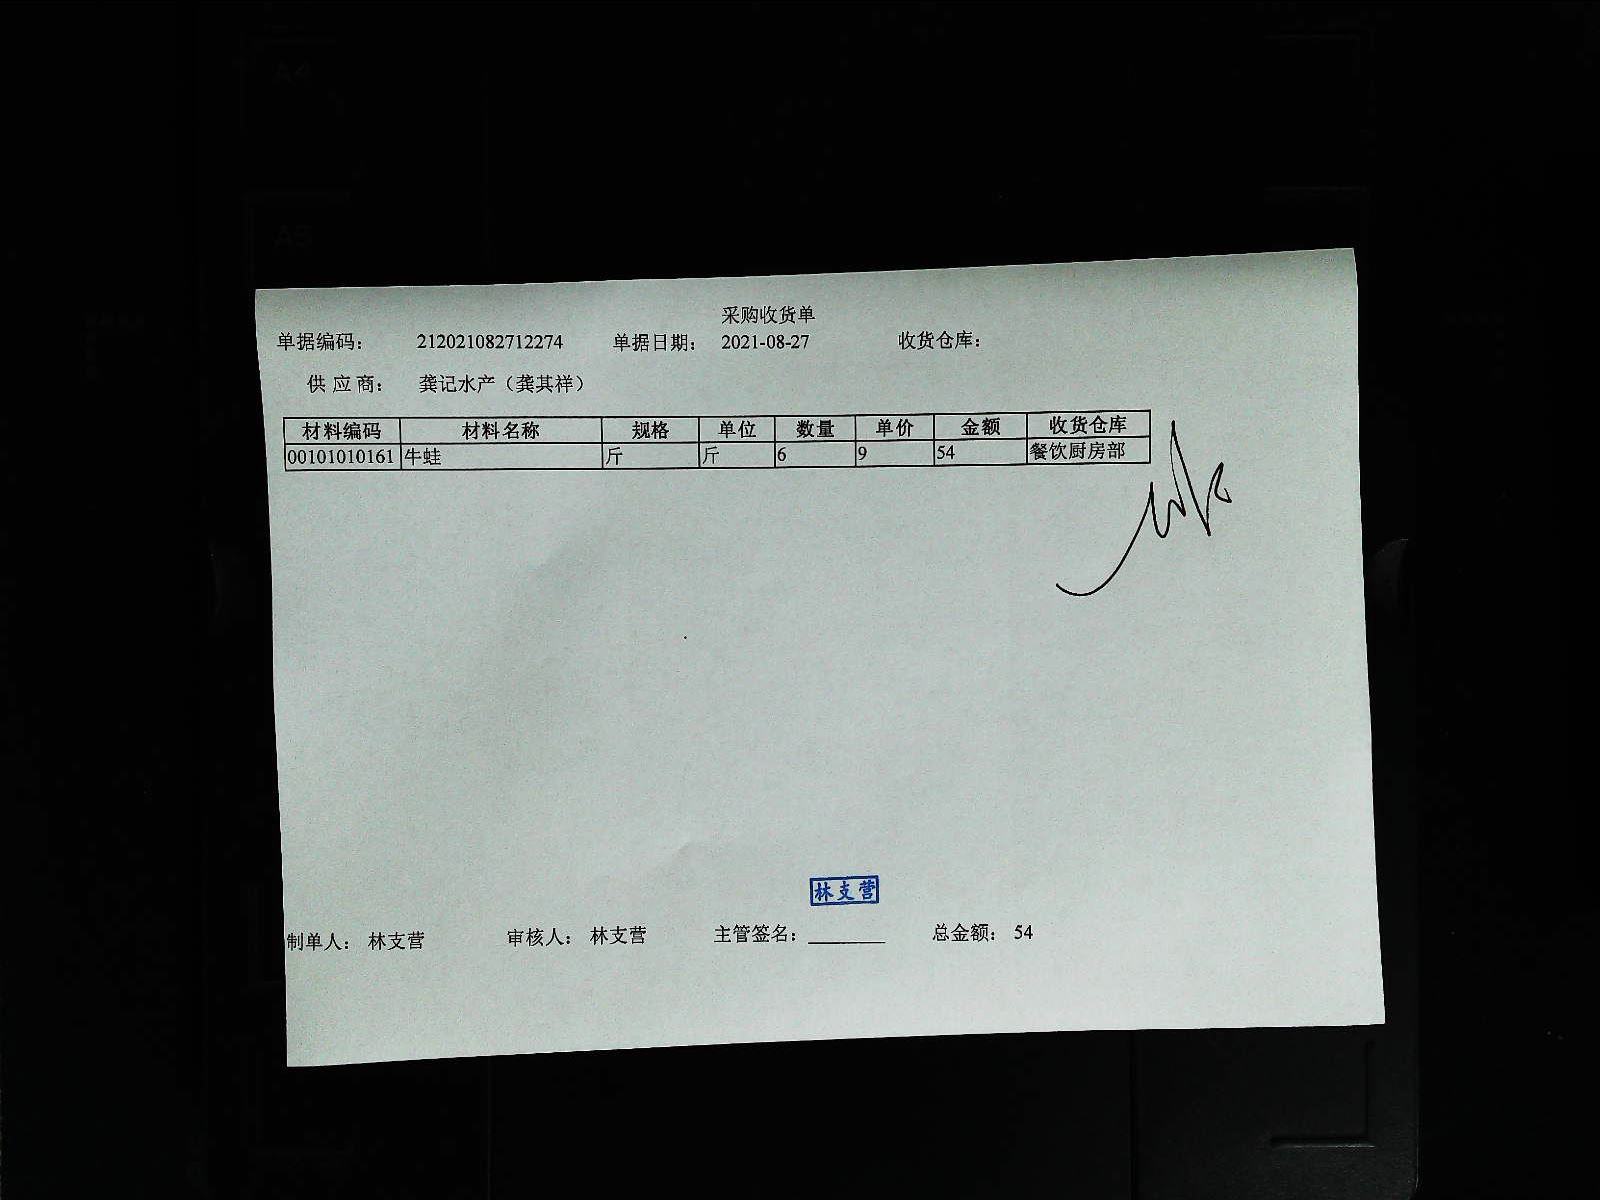 采购收货单
单据编码: 212021082712274 单据日期: 2021-08-27 收货仓库:
供应商: 龚记水产（龚其祥）
材料编码 材料名称 规格 单位 数量 单价 金额 收货仓库
00101010161 牛蛙 斤 斤 6 9 54 餐饮厨房部
林支营
制单人: 林支营 审核人: 林支营 主管签名: 总金额: 54
A4
A5